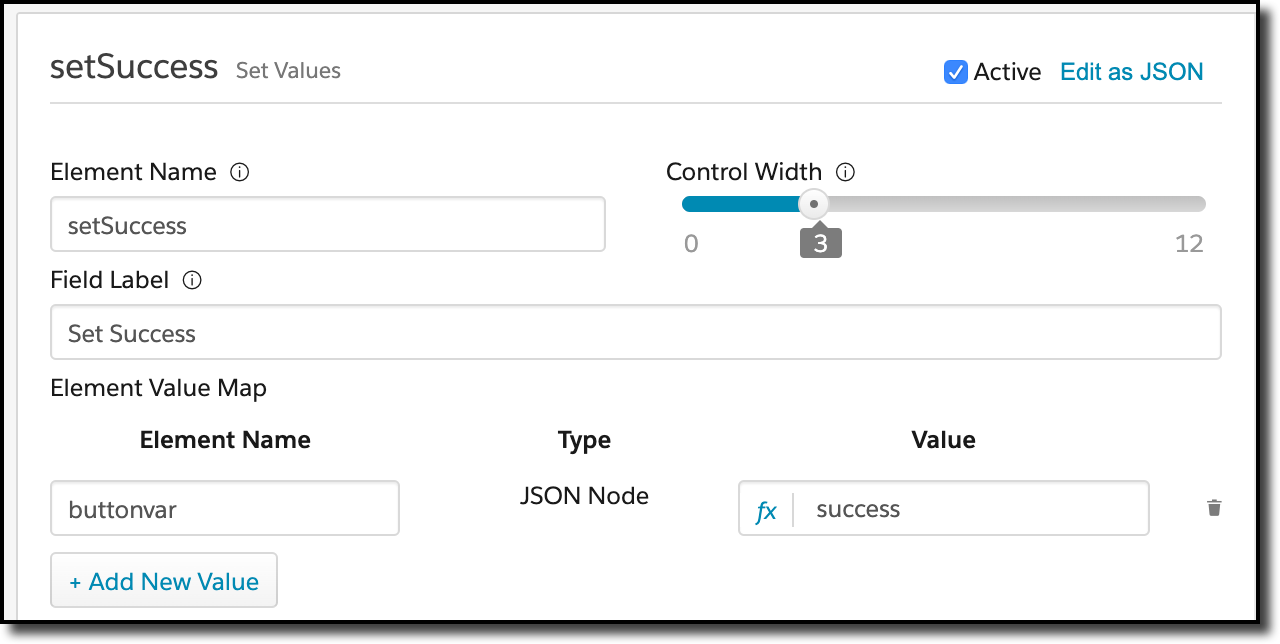 setSuccess Set Values Active Edit as JSON
Element Name Control Width
setSuccess
0 3 12
Field Label
Set Success
Element Value Map
Element Name Type Value
buttonvar JSON Node fx success
+ Add New Value